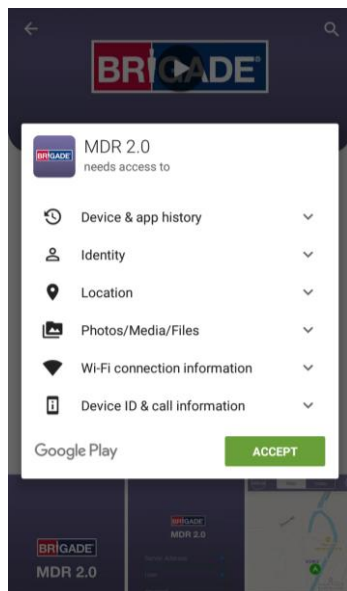 BRIGADE
BRIGADE
MDR 2.0
needs access to
Device & app history
Identity
Location
Photos/Media/Files
Wi-Fi connection information
Device ID & call information
Google Play
ACCEPT
BRIGADE
MDR 2.0
BRIGADE
MDR 2.0